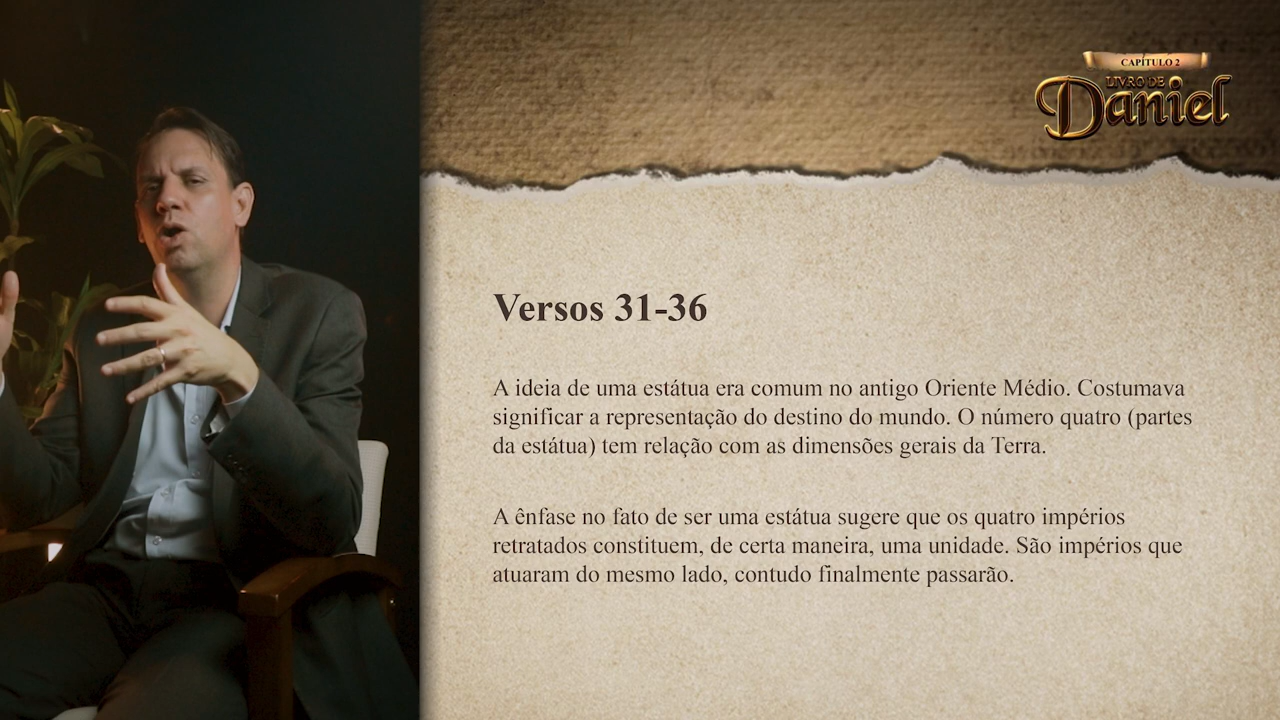 CAPÍTULO 2
LIVRO DE
Daniel
Versos 31-36
A ideia de uma estátua era comum no antigo Oriente Médio. Costumava
significar a representação do destino do mundo. O número quatro (partes
da estátua) tem relação com as dimensões gerais da Terra.
A ênfase no fato de ser uma estátua sugere que os quatro impérios
retratados constituem, de certa maneira, uma unidade. São impérios que
atuaram do mesmo lado, contudo finalmente passarão.